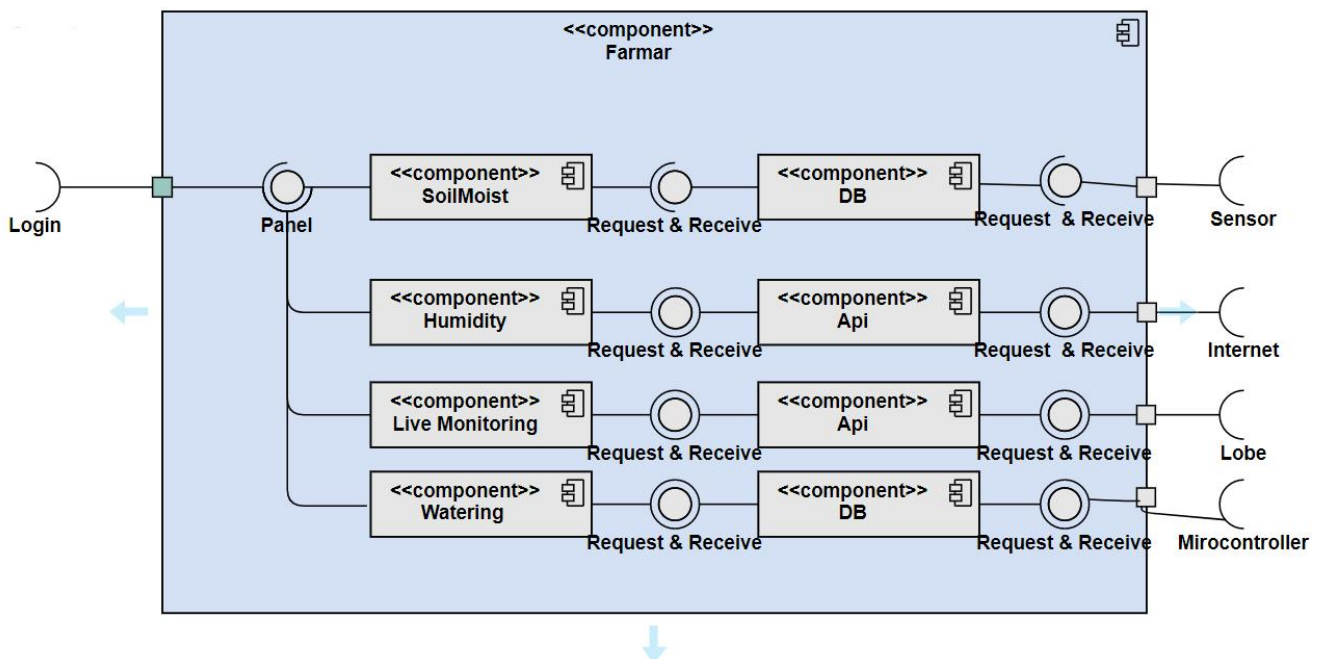 <<component>>
Farmar
Login
Panel
<<component>>
SoilMoist
Request & Receive
<<component>>
DB
Request & Receive
Sensor
<<component>>
Humidity
Request & Receive
<<component>>
Api
Request & Receive
Internet
<<component>>
Live Monitoring
Request & Receive
<<component>>
Api
Request & Receive
Lobe
<<component>>
Watering
Request & Receive
<<component>>
DB
Request & Receive
Mirocontroller